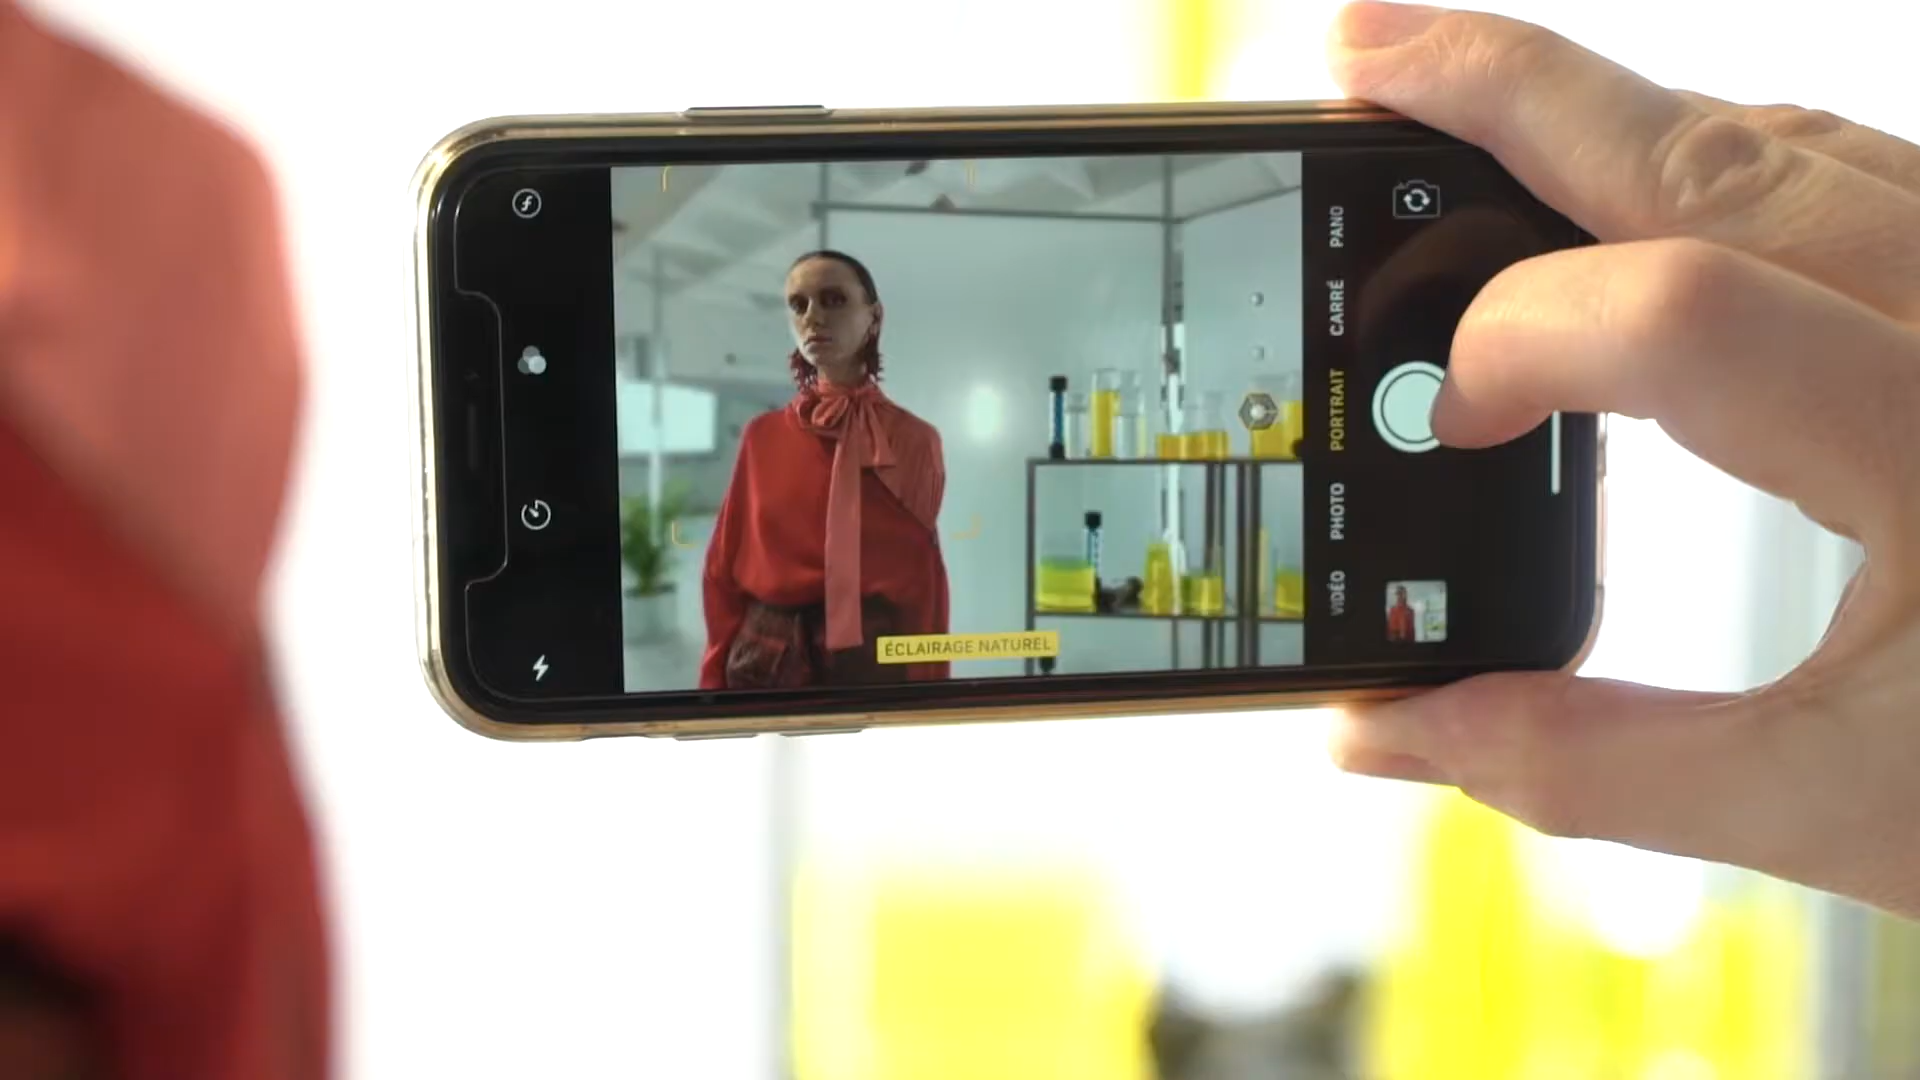 PANO
CARRÉ
PORTRAIT
PHOTO
VIDÉO
ÉCLAIRAGE NATUREL